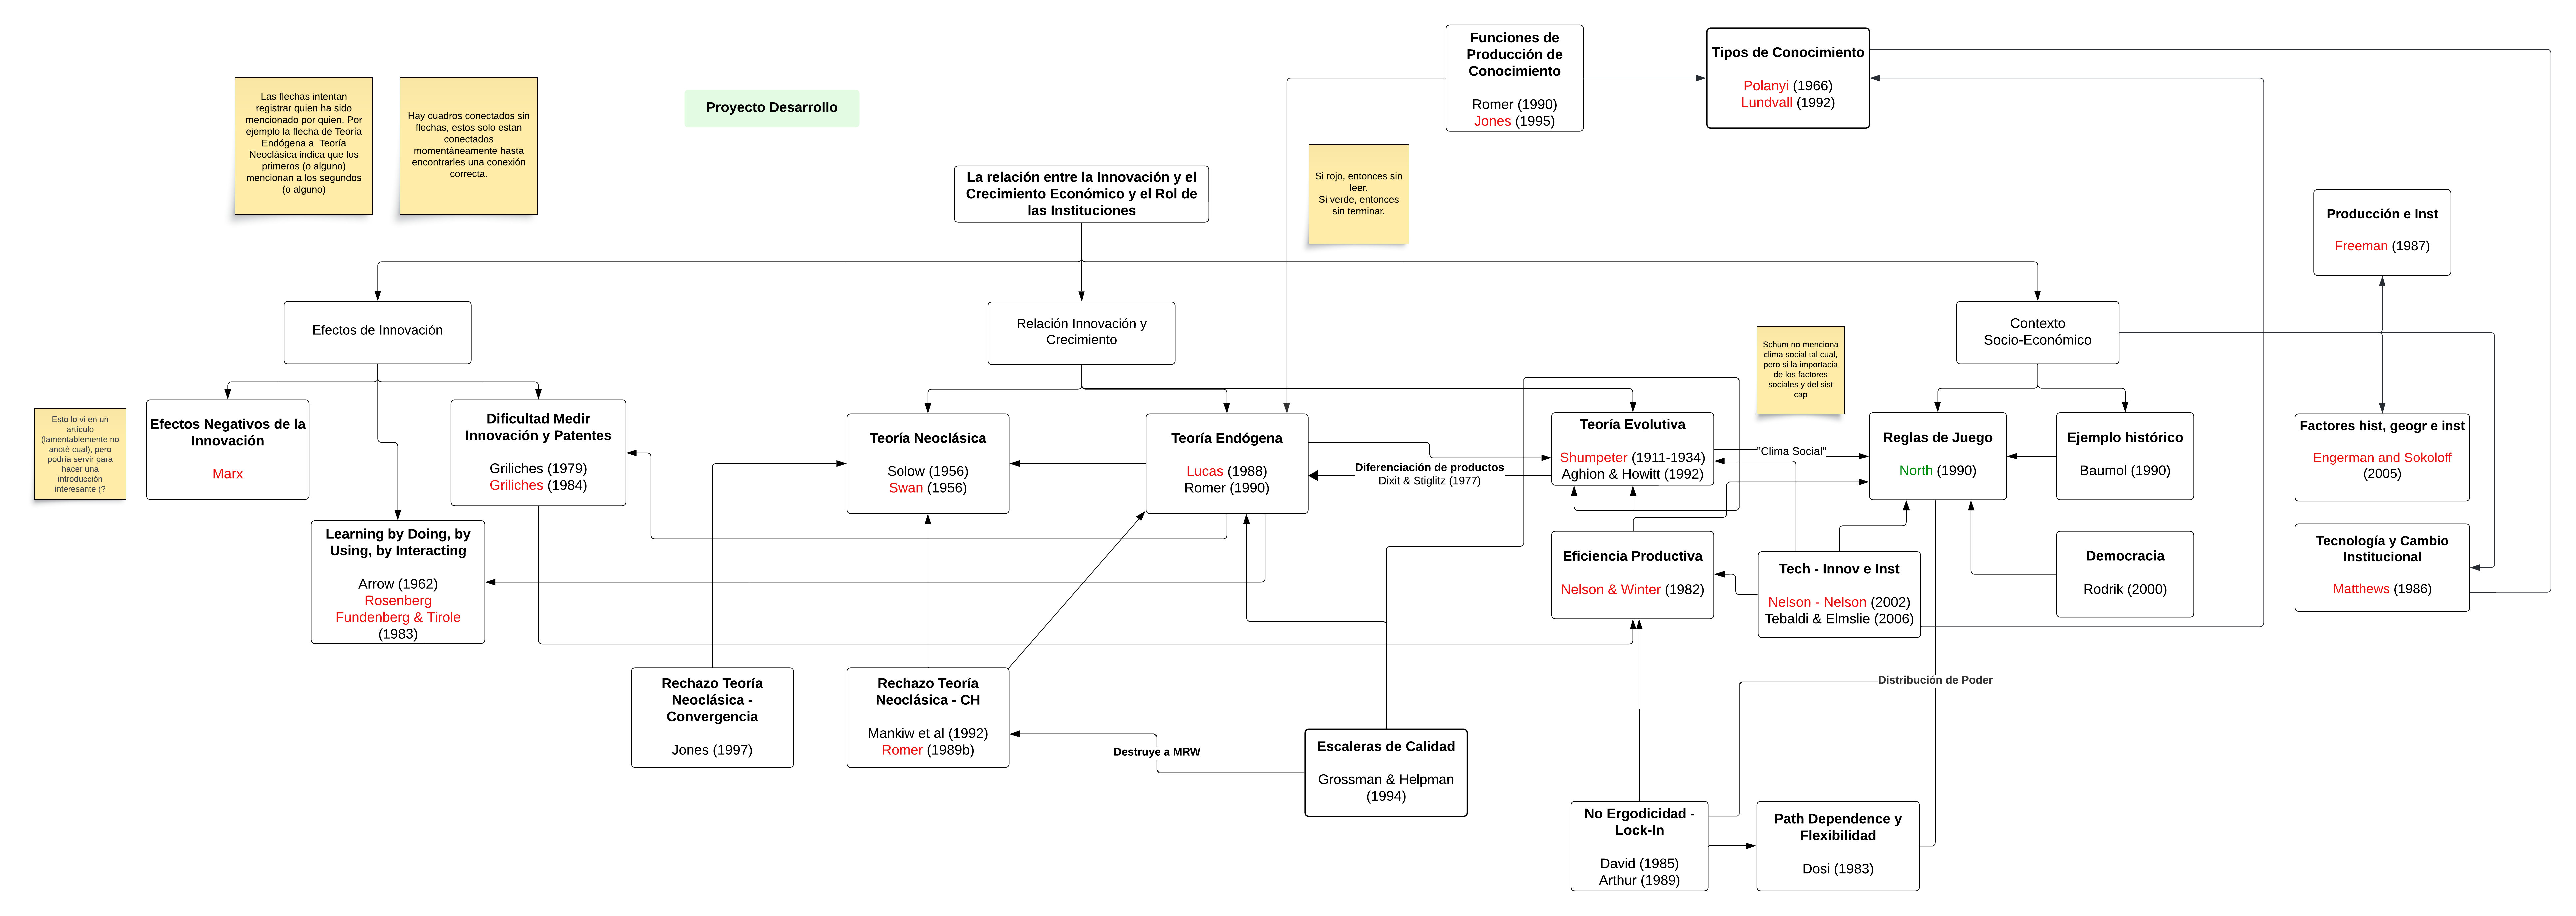 Funciones de
Producción de
Conocimiento
Romer (1990)
Jones (1995)
Tipos de Conocimiento
Polanyi (1966)
Lundvall (1992)
Las flechas intentan
registrar quien ha sido
mencionado por quien. Por
ejemplo la flecha de Teoría
Endógena a Teoría
Neoclásica indica que los
primeros (o alguno)
mencionan a los segundos
(o alguno)
Hay cuadros conectados sin
flechas, estos solo estan
conectados
momentáneamente hasta
encontrarles una conexión
correcta.
Proyecto Desarrollo
La relación entre la Innovación y el
Crecimiento Económico y el Rol de
las Instituciones
Si rojo, entonces sin
leer.
Si verde, entonces
sin terminar.
Producción e Inst
Freeman (1987)
Efectos de Innovación
Relación Innovación y
Crecimiento
Contexto
Socio-Económico
Schum no menciona
clima social tal cual,
pero si la importacia
de los factores
sociales y del sist
cap
Esto lo vi en un
artículo
(lamentablemente no
anoté cual), pero
podría servir para
hacer una
introducción
interesante (?
Efectos Negativos de la
Innovación
Marx
Dificultad Medir
Innovación y Patentes
Griliches (1979)
Griliches (1984)
Teoría Neoclásica
Solow (1956)
Swan (1956)
Teoría Endógena
Lucas (1988)
Romer (1990)
Diferenciación de productos
Dixit & Stiglitz (1977)
Teoría Evolutiva
Shumpeter (1911-1934)
Aghion & Howitt (1992)
"Clima Social"
Reglas de Juego
North (1990)
Ejemplo histórico
Baumol (1990)
Factores hist, geogr e inst
Engerman and Sokoloff
(2005)
Learning by Doing, by
Using, by Interacting
Arrow (1962)
Rosenberg
Fundenberg & Tirole
(1983)
Eficiencia Productiva
Nelson & Winter (1982)
Tech - Innov e Inst
Nelson - Nelson (2002)
Tebaldi & Elmslie (2006)
Democracia
Rodrik (2000)
Tecnología y Cambio
Institucional
Matthews (1986)
Rechazo Teoría
Neoclásica -
Convergencia
Jones (1997)
Rechazo Teoría
Neoclásica - CH
Mankiw et al (1992)
Romer (1989b)
Destruye a MRW
Escaleras de Calidad
Grossman & Helpman
(1994)
Distribución de Poder
No Ergodicidad -
Lock-In
David (1985)
Arthur (1989)
Path Dependence y
Flexibilidad
Dosi (1983)